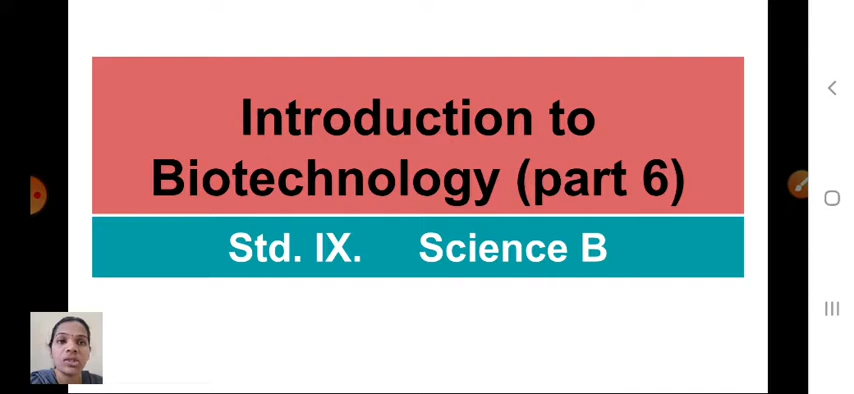 Introduction to
Biotechnology (part 6)
Std. IX. Science B